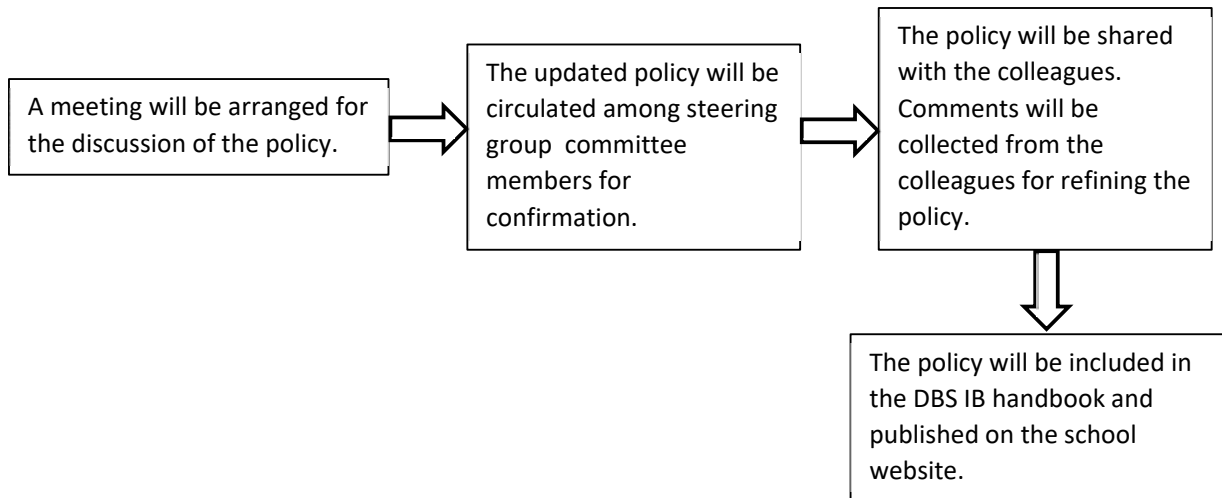 A meeting will be arranged for
the discussion of the policy.
The updated policy will be
circulated among steering
group committee
members for
confirmation.
The policy will be shared
with the colleagues.
Comments will be
collected from the
colleagues for refining the
policy.
The policy will be included in
the DBS IB handbook and
published on the school
website.